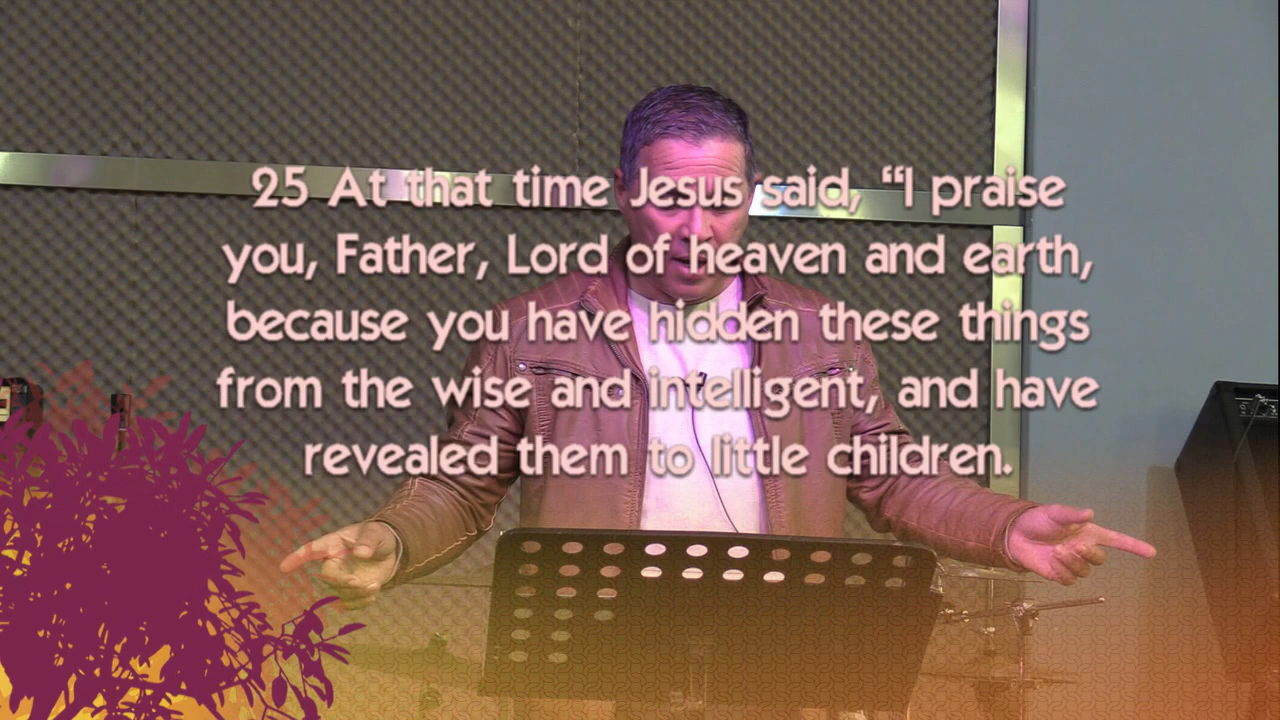 25 At that time Jesus said, “I praise
you, Father, Lord of heaven and earth,
because you have hidden these things
from the wise and intelligent, and have
revealed them to little children.